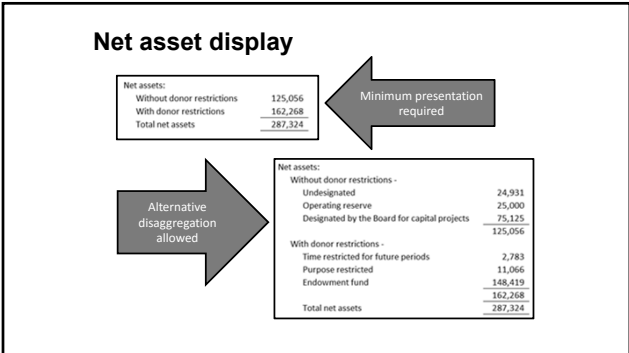 Net asset display
Net assets:
Without donor restrictions 125,056
With donor restrictions 162,268
Total net assets 287,324
Minimum presentation
required
Alternative
disaggregation
allowed
Net assets:
Without donor restrictions -
Undesignated 24,931
Operating reserve 25,000
Designated by the Board for capital projects 75,125
125,056
With donor restrictions -
Time restricted for future periods 2,783
Purpose restricted 11,066
Endowment fund 148,419
162,268
Total net assets 287,324